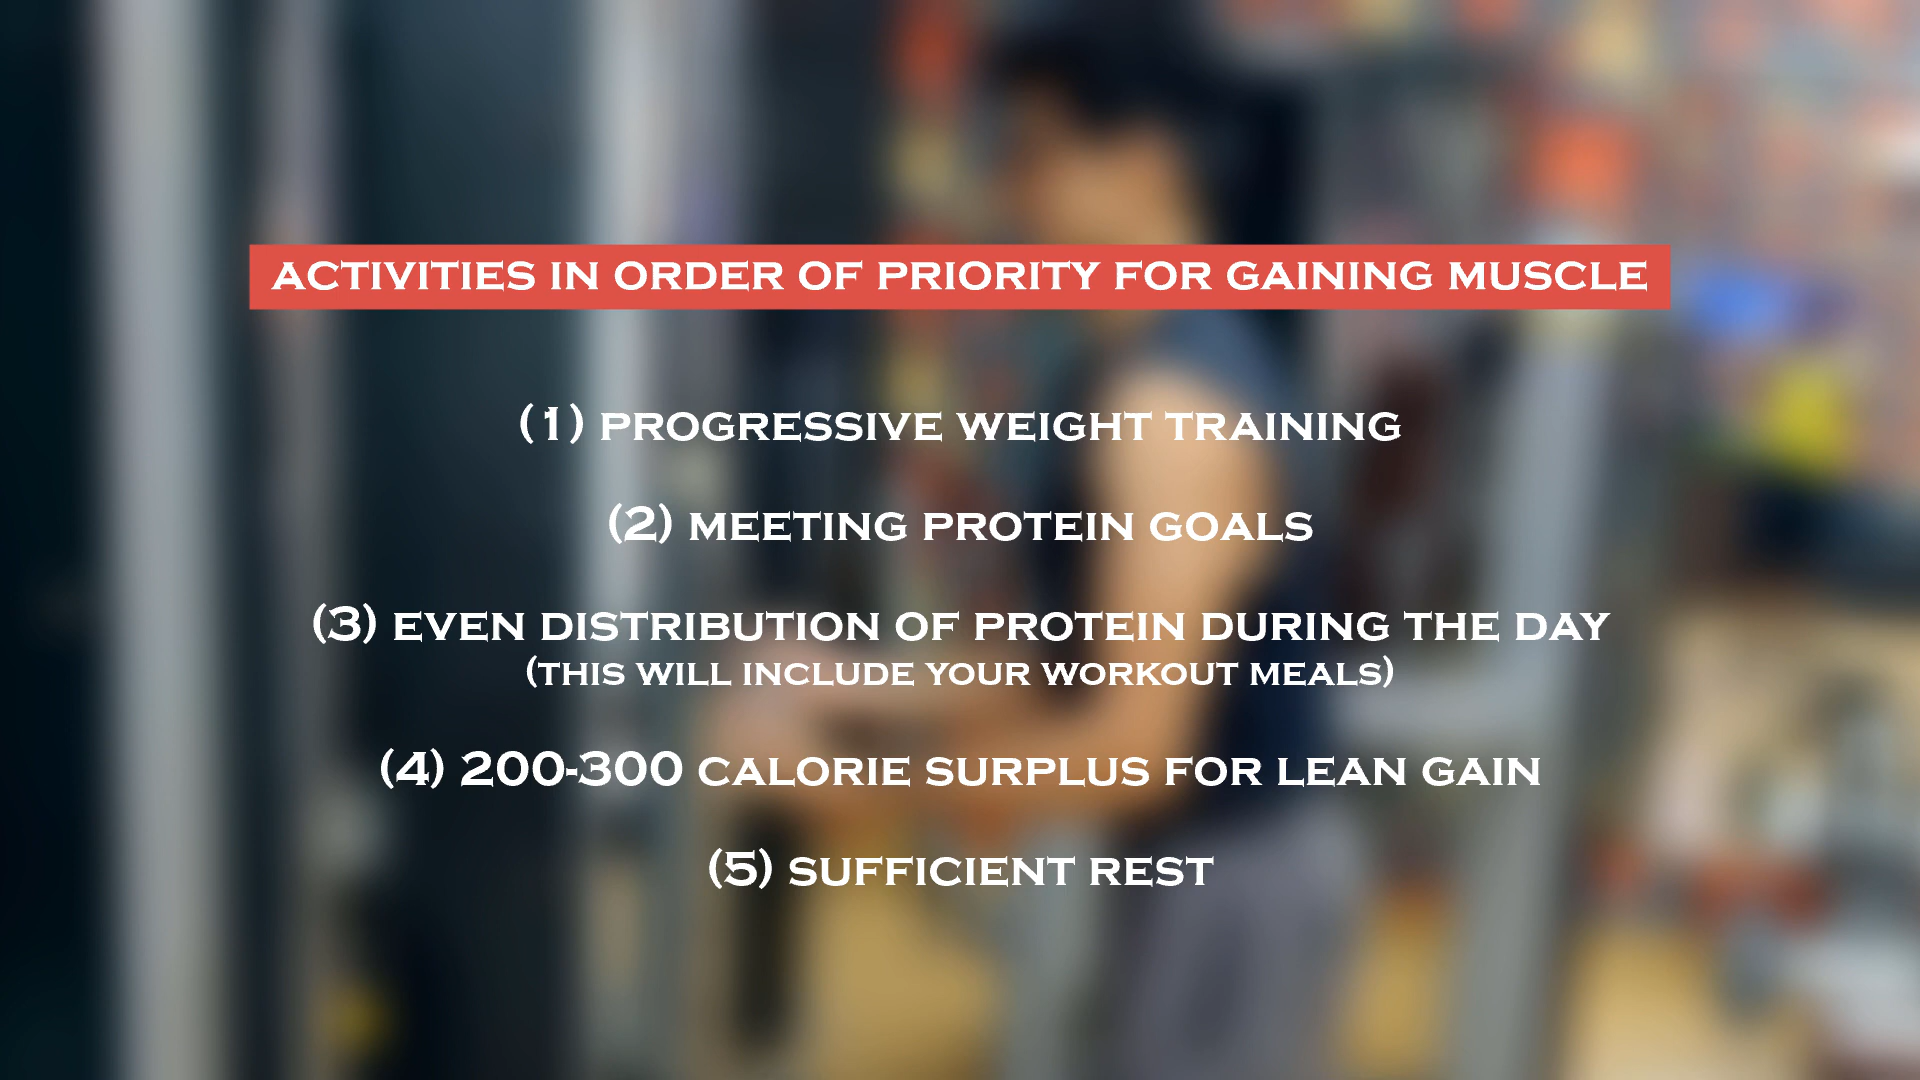 ACTIVITIES IN ORDER OF PRIORITY FOR GAINING MUSCLE
(1) PROGRESSIVE WEIGHT TRAINING
(2) MEETING PROTEIN GOALS
(3) EVEN DISTRIBUTION OF PROTEIN DURING THE DAY
(THIS WILL INCLUDE YOUR WORKOUT MEALS)
(4) 200-300 CALORIE SURPLUS FOR LEAN GAIN
(5) SUFFICIENT REST